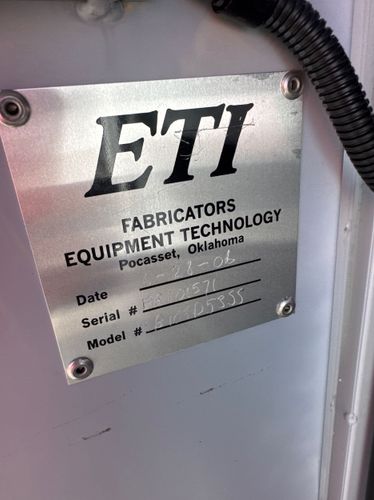 ETI
FABRICATORS
EQUIPMENT TECHNOLOGY
Pocasset, Oklahoma
Date
Serial #
Model #